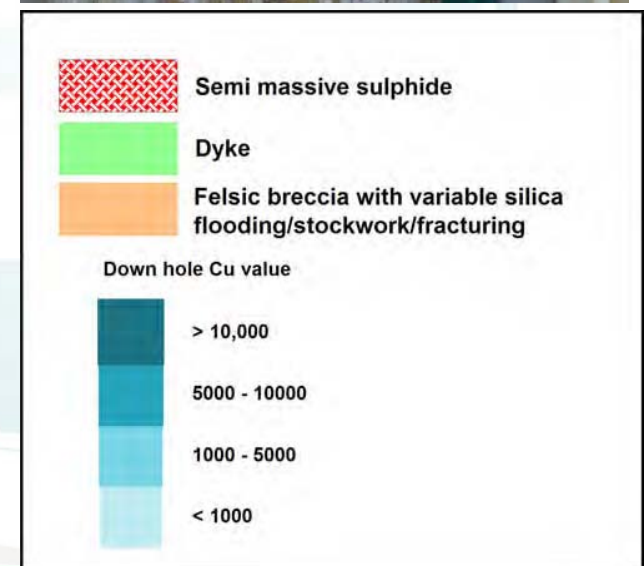 Semi massive sulphide
Dyke
Felsic breccia with variable silica
flooding/stockwork/fracturing
Down hole Cu value
> 10,000
5000 - 10000
1000 - 5000
< 1000